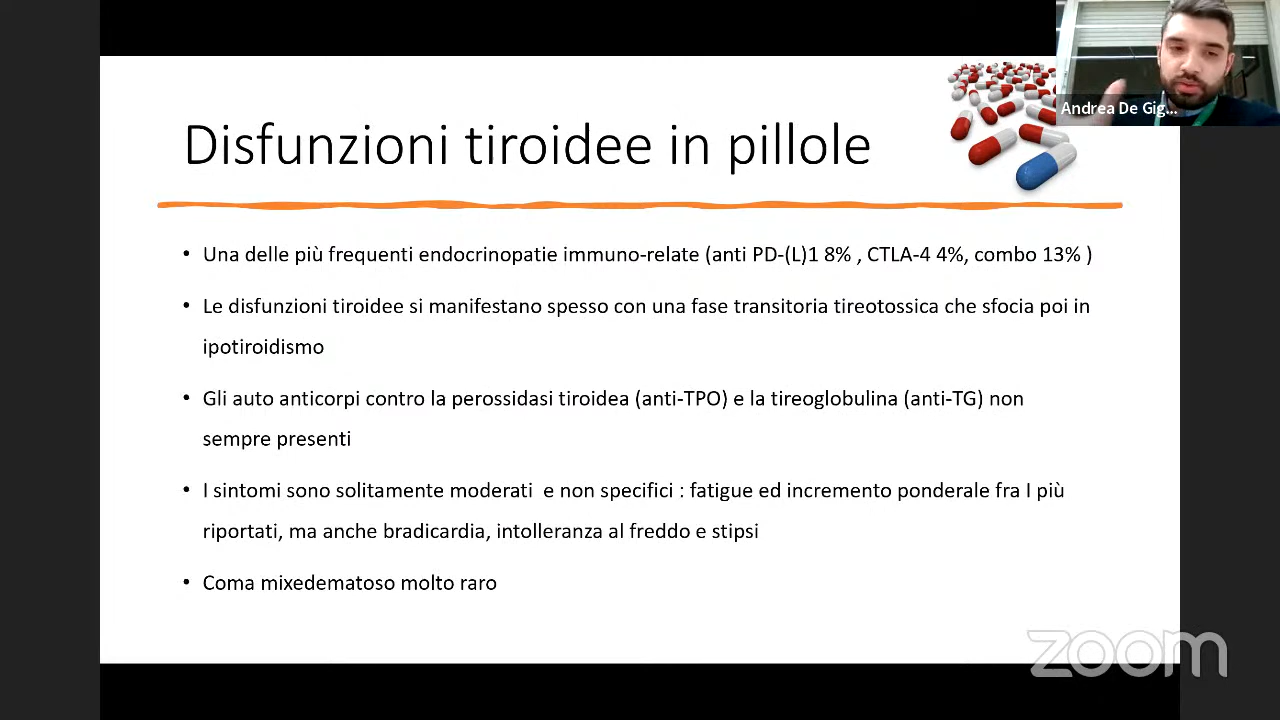 Andrea De Gig...
Disfunzioni tiroidee in pillole
• Una delle più frequenti endocrinopatie immuno-relate (anti PD-(L)1 8% , CTLA-4 4%, combo 13% )
• Le disfunzioni tiroidee si manifestano spesso con una fase transitoria tireotossica che sfocia poi in
ipotiroidismo
• Gli auto anticorpi contro la perossidasi tiroidea (anti-TPO) e la tireoglobulina (anti-TG) non
sempre presenti
• I sintomi sono solitamente moderati  e non specifici : fatigue ed incremento ponderale fra I più
riportati, ma anche bradicardia, intolleranza al freddo e stipsi
• Coma mixedematoso molto raro
zoom